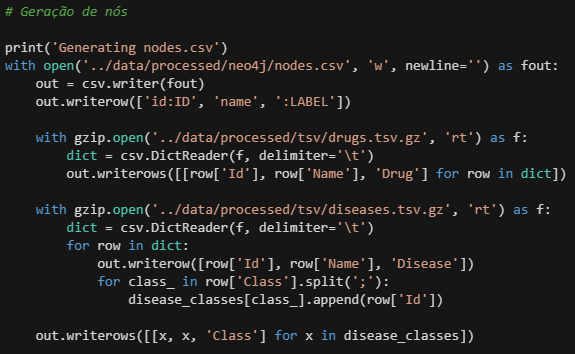 # Geração de nós
print('Generating nodes.csv')
with open('../data/processed/neo4j/nodes.csv', 'w', newline='') as fout:
    out = csv.writer(fout)
    out.writerow(['id:ID', 'name', ':LABEL'])
    with gzip.open('../data/processed/tsv/drugs.tsv.gz', 'rt') as f:
        dict = csv.DictReader(f, delimiter='\t')
        out.writerows([[row['Id'], row['Name'], 'Drug'] for row in dict])
    with gzip.open('../data/processed/tsv/diseases.tsv.gz', 'rt') as f:
        dict = csv.DictReader(f, delimiter='\t')
        for row in dict:
            out.writerow([row['Id'], row['Name'], 'Disease'])
            for class_ in row['Class'].split(';'):
                disease_classes[class_].append(row['Id'])
    out.writerows([[x, x, 'Class'] for x in disease_classes])